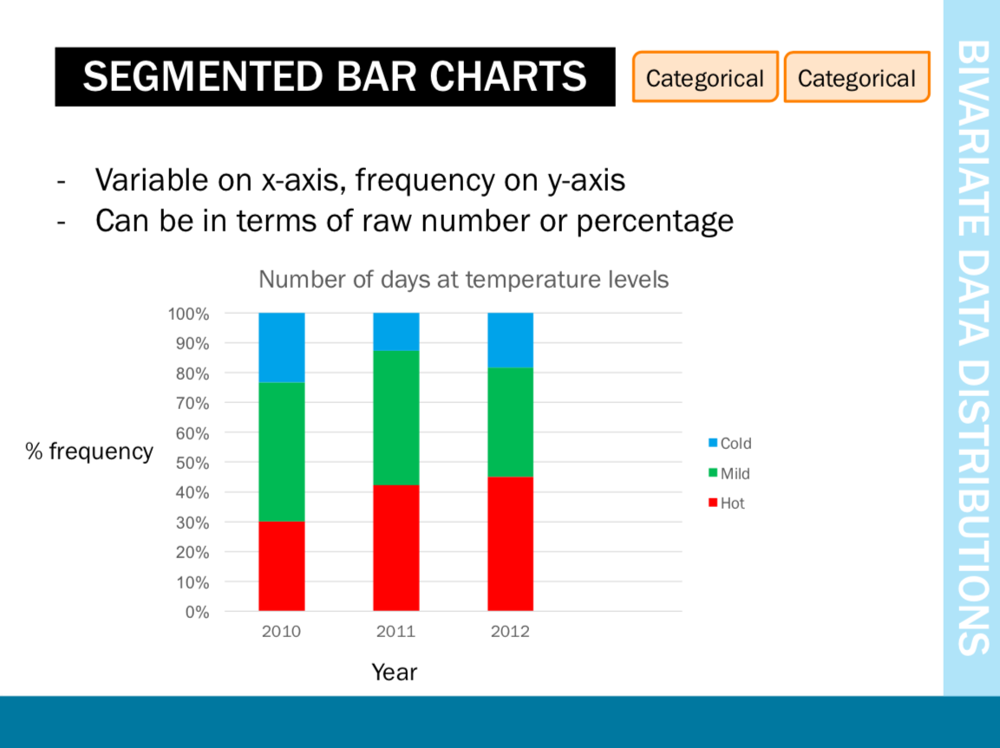 SEGMENTED BAR CHARTS
Categorical
Categorical
- Variable on x-axis, frequency on y-axis
- Can be in terms of raw number or percentage
Number of days at temperature levels
100%
90%
80%
70%
60%
50%
40%
30%
20%
10%
0%
% frequency
2010
2011
2012
Year
Cold
Mild
Hot
BIVARIATE DATA DISTRIBUTIONS